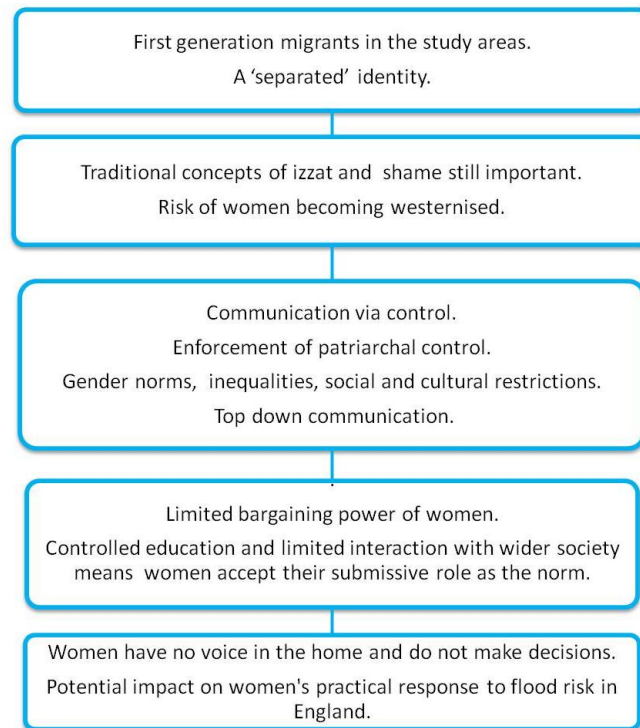 First generation migrants in the study areas.
A ‘separated’ identity.
Traditional concepts of izzat and shame still important.
Risk of women becoming westernised.
Communication via control.
Enforcement of patriarchal control.
Gender norms, inequalities, social and cultural restrictions.
Top down communication.
.
Limited bargaining power of women.
Controlled education and limited interaction with wider society
means women accept their submissive role as the norm.
Women have no voice in the home and do not make decisions.
Potential impact on women's practical response to flood risk in
England.